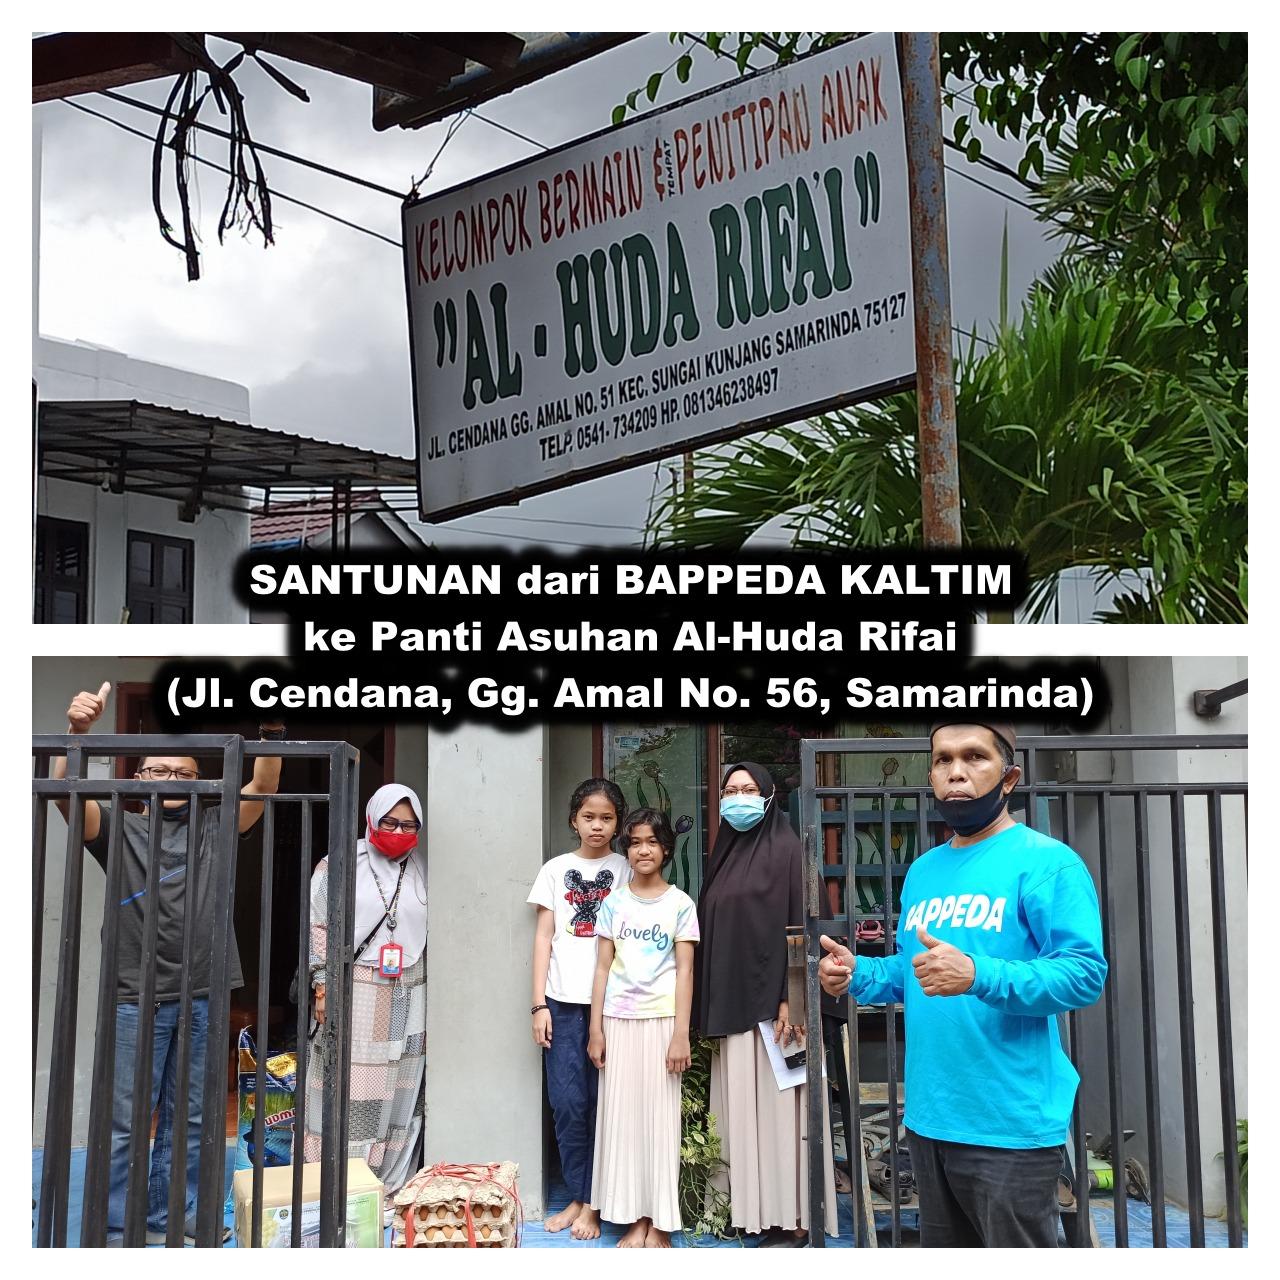 KELOMPOK BERMAIN & TEMPAT PENITIPAN ANAK
"AL - HUDA RIFA'I"
JL. CENDANA GG. AMAL NO. 51 KEC. SUNGAI KUNJANG SAMARINDA 75127
TELP. 0541- 734209 HP. 081346238497
SANTUNAN dari BAPPEDA KALTIM
ke Panti Asuhan Al-Huda Rifai
(Jl. Cendana, Gg. Amal No. 56, Samarinda)
Lovely
BAPPEDA